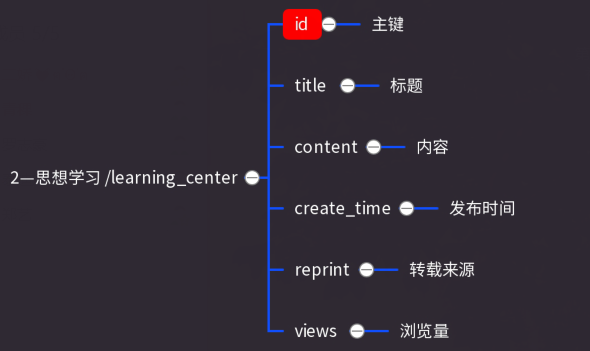 id 主键
title 标题
content 内容
2—思想学习 /learning_center
create_time 发布时间
reprint 转载来源
views 浏览量